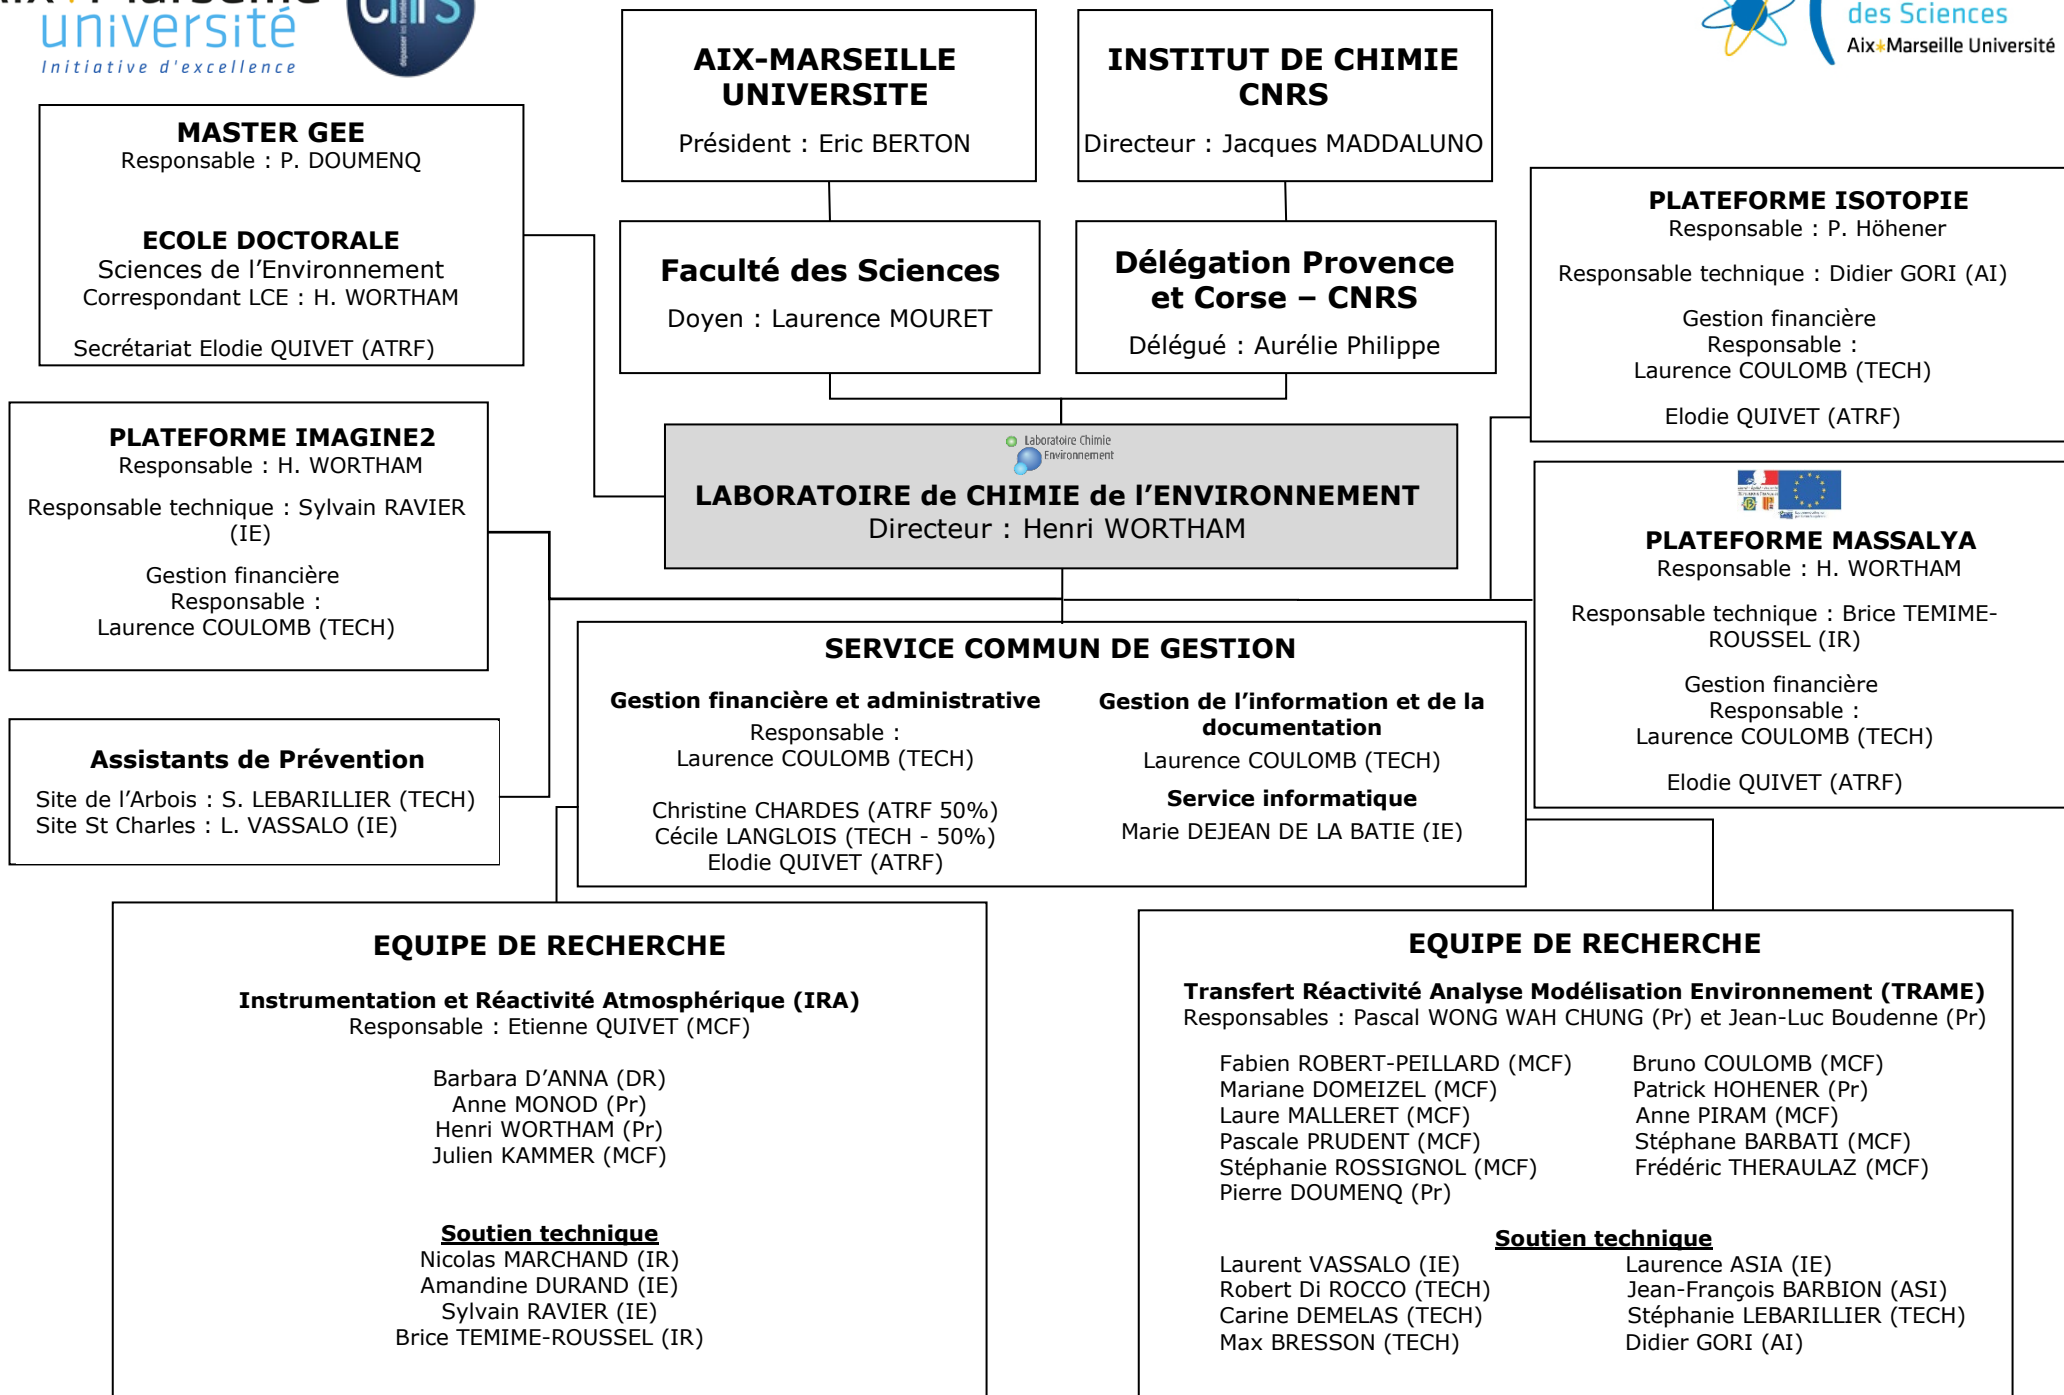 université
Initiative d'excellence
cnrs
dépasser les frontières
des Sciences
Aix*Marseille Université
AIX-MARSEILLE
UNIVERSITE
Président : Eric BERTON
INSTITUT DE CHIMIE
CNRS
Directeur : Jacques MADDALUNO
MASTER GEE
Responsable : P. DOUMENQ
ECOLE DOCTORALE
Sciences de l’Environnement
Correspondant LCE : H. WORTHAM
Secrétariat Elodie QUIVET (ATRF)
Faculté des Sciences
Doyen : Laurence MOURET
Délégation Provence
et Corse – CNRS
Délégué : Aurélie Philippe
PLATEFORME ISOTOPIE
Responsable : P. Höhener
Responsable technique : Didier GORI (AI)
Gestion financière
Responsable :
Laurence COULOMB (TECH)
Elodie QUIVET (ATRF)
PLATEFORME IMAGINE2
Responsable : H. WORTHAM
Responsable technique : Sylvain RAVIER
(IE)
Gestion financière
Responsable :
Laurence COULOMB (TECH)
Laboratoire Chimie
Environnement
LABORATOIRE de CHIMIE de l’ENVIRONNEMENT
Directeur : Henri WORTHAM
PLATEFORME MASSALYA
Responsable : H. WORTHAM
Responsable technique : Brice TEMIME-
ROUSSEL (IR)
Gestion financière
Responsable :
Laurence COULOMB (TECH)
Elodie QUIVET (ATRF)
Assistants de Prévention
Site de l’Arbois : S. LEBARILLIER (TECH)
Site St Charles : L. VASSALO (IE)
SERVICE COMMUN DE GESTION
Gestion financière et administrative
Responsable :
Laurence COULOMB (TECH)
Christine CHARDES (ATRF 50%)
Cécile LANGLOIS (TECH - 50%)
Elodie QUIVET (ATRF)
Gestion de l’information et de la
documentation
Laurence COULOMB (TECH)
Service informatique
Marie DEJEAN DE LA BATIE (IE)
EQUIPE DE RECHERCHE
Instrumentation et Réactivité Atmosphérique (IRA)
Responsable : Etienne QUIVET (MCF)
Barbara D’ANNA (DR)
Anne MONOD (Pr)
Henri WORTHAM (Pr)
Julien KAMMER (MCF)
Soutien technique
Nicolas MARCHAND (IR)
Amandine DURAND (IE)
Sylvain RAVIER (IE)
Brice TEMIME-ROUSSEL (IR)
EQUIPE DE RECHERCHE
Transfert Réactivité Analyse Modélisation Environnement (TRAME)
Responsables : Pascal WONG WAH CHUNG (Pr) et Jean-Luc Boudenne (Pr)
Fabien ROBERT-PEILLARD (MCF) Bruno COULOMB (MCF)
Mariane DOMEIZEL (MCF) Patrick HOHENER (Pr)
Laure MALLERET (MCF) Anne PIRAM (MCF)
Pascale PRUDENT (MCF) Stéphane BARBATI (MCF)
Stéphanie ROSSIGNOL (MCF) Frédéric THERAULAZ (MCF)
Pierre DOUMENQ (Pr)
Soutien technique
Laurent VASSALO (IE) Laurence ASIA (IE)
Robert Di ROCCO (TECH) Jean-François BARBION (ASI)
Carine DEMELAS (TECH) Stéphanie LEBARILLIER (TECH)
Max BRESSON (TECH) Didier GORI (AI)